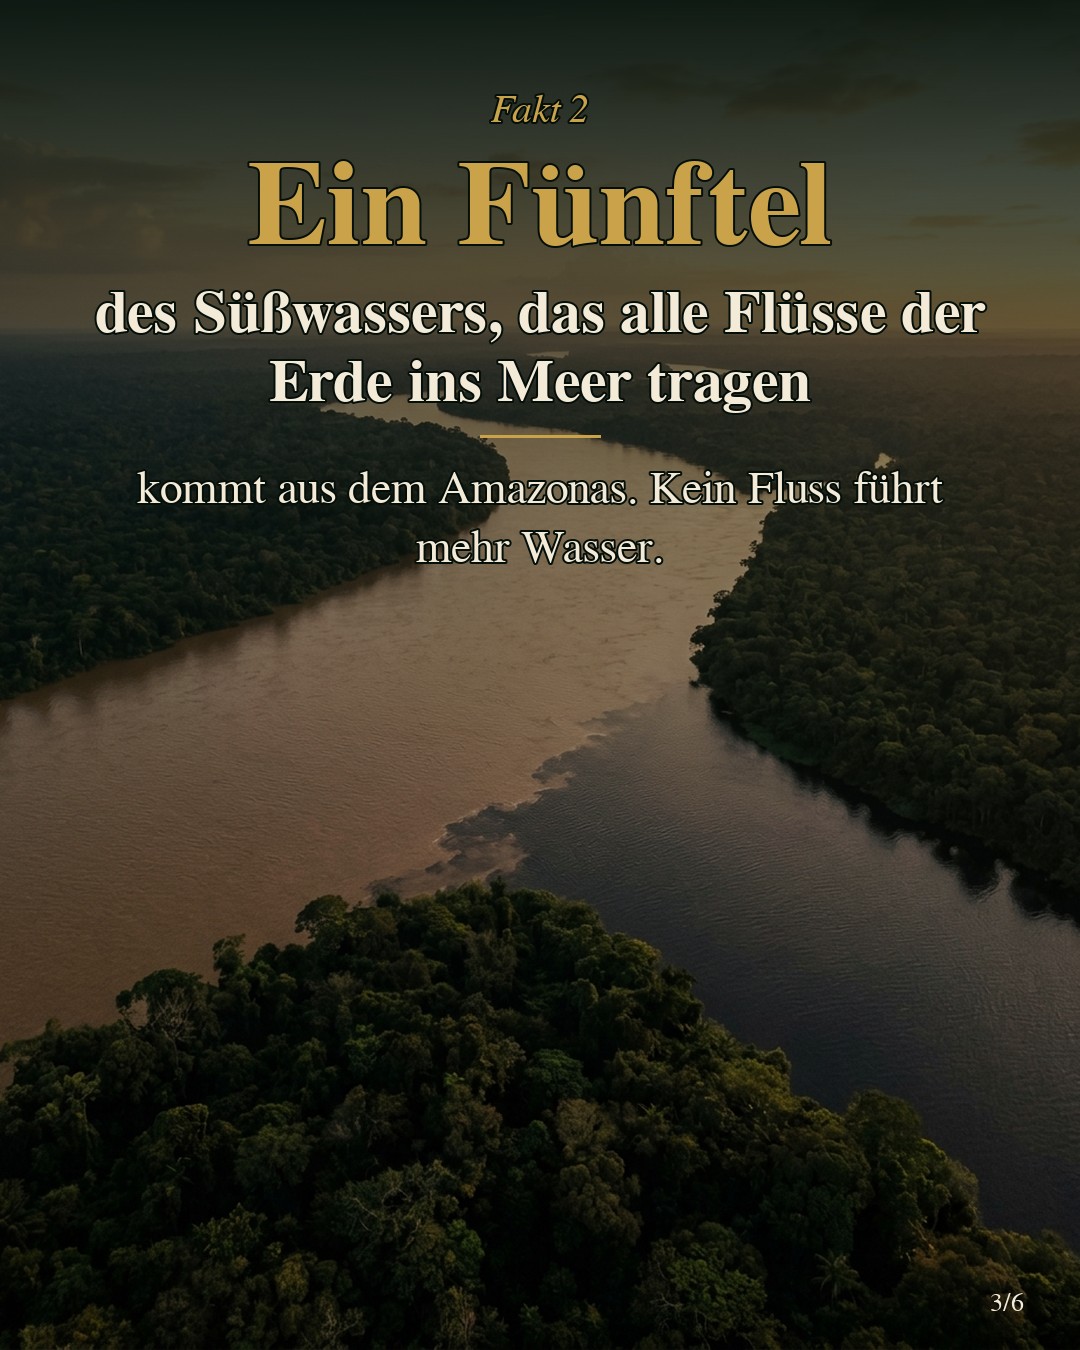 Fakt 2
Ein Fünftel
des Süßwassers, das alle Flüsse der
Erde ins Meer tragen
kommt aus dem Amazonas. Kein Fluss führt
mehr Wasser.
3/6